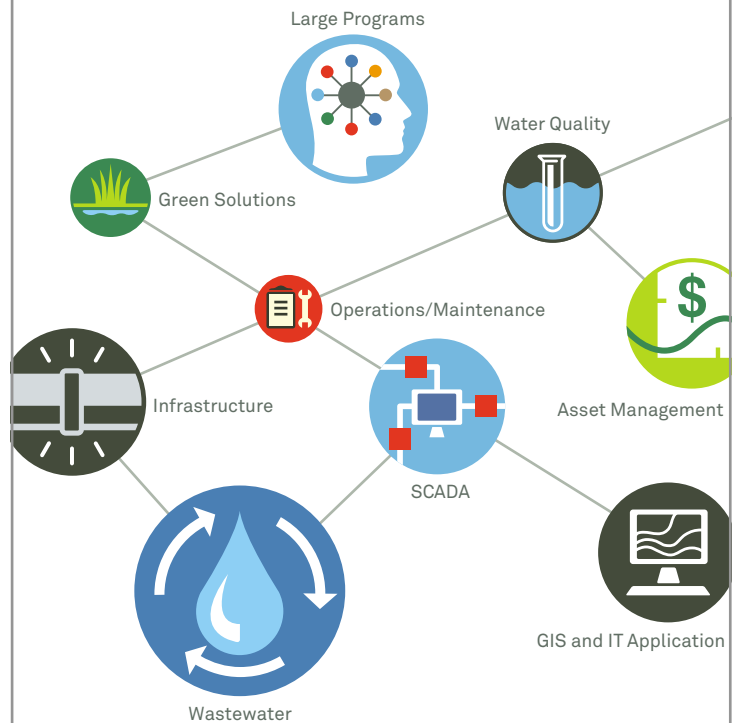 Large Programs
Water Quality
Green Solutions
$
Operations/Maintenance
Infrastructure
Asset Management
SCADA
GIS and IT Application
Wastewater